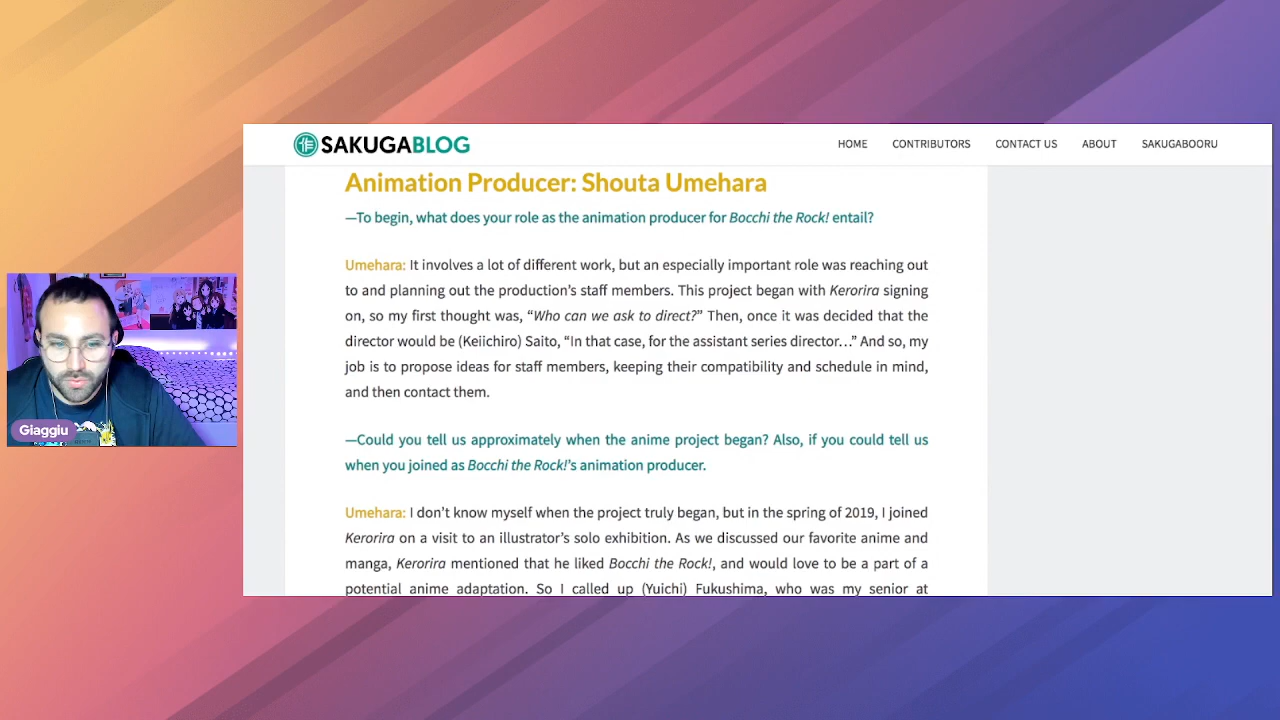 SAKUGABLOG
HOME CONTRIBUTORS CONTACT US ABOUT SAKUGABOORU
Animation Producer: Shouta Umehara
—To begin, what does your role as the animation producer for Bocchi the Rock! entail?
Umehara: It involves a lot of different work, but an especially important role was reaching out
to and planning out the production's staff members. This project began with Kerorira signing
on, so my first thought was, “Who can we ask to direct?” Then, once it was decided that the
director would be (Keiichiro) Saito, “In that case, for the assistant series director…” And so, my
job is to propose ideas for staff members, keeping their compatibility and schedule in mind,
and then contact them.
—Could you tell us approximately when the anime project began? Also, if you could tell us
when you joined as Bocchi the Rock!’s animation producer.
Umehara: I don’t know myself when the project truly began, but in the spring of 2019, I joined
Kerorira on a visit to an illustrator’s solo exhibition. As we discussed our favorite anime and
manga, Kerorira mentioned that he liked Bocchi the Rock!, and would love to be a part of a
potential anime adaptation. So I called up (Yuichi) Fukushima, who was my senior at
Giaggiu